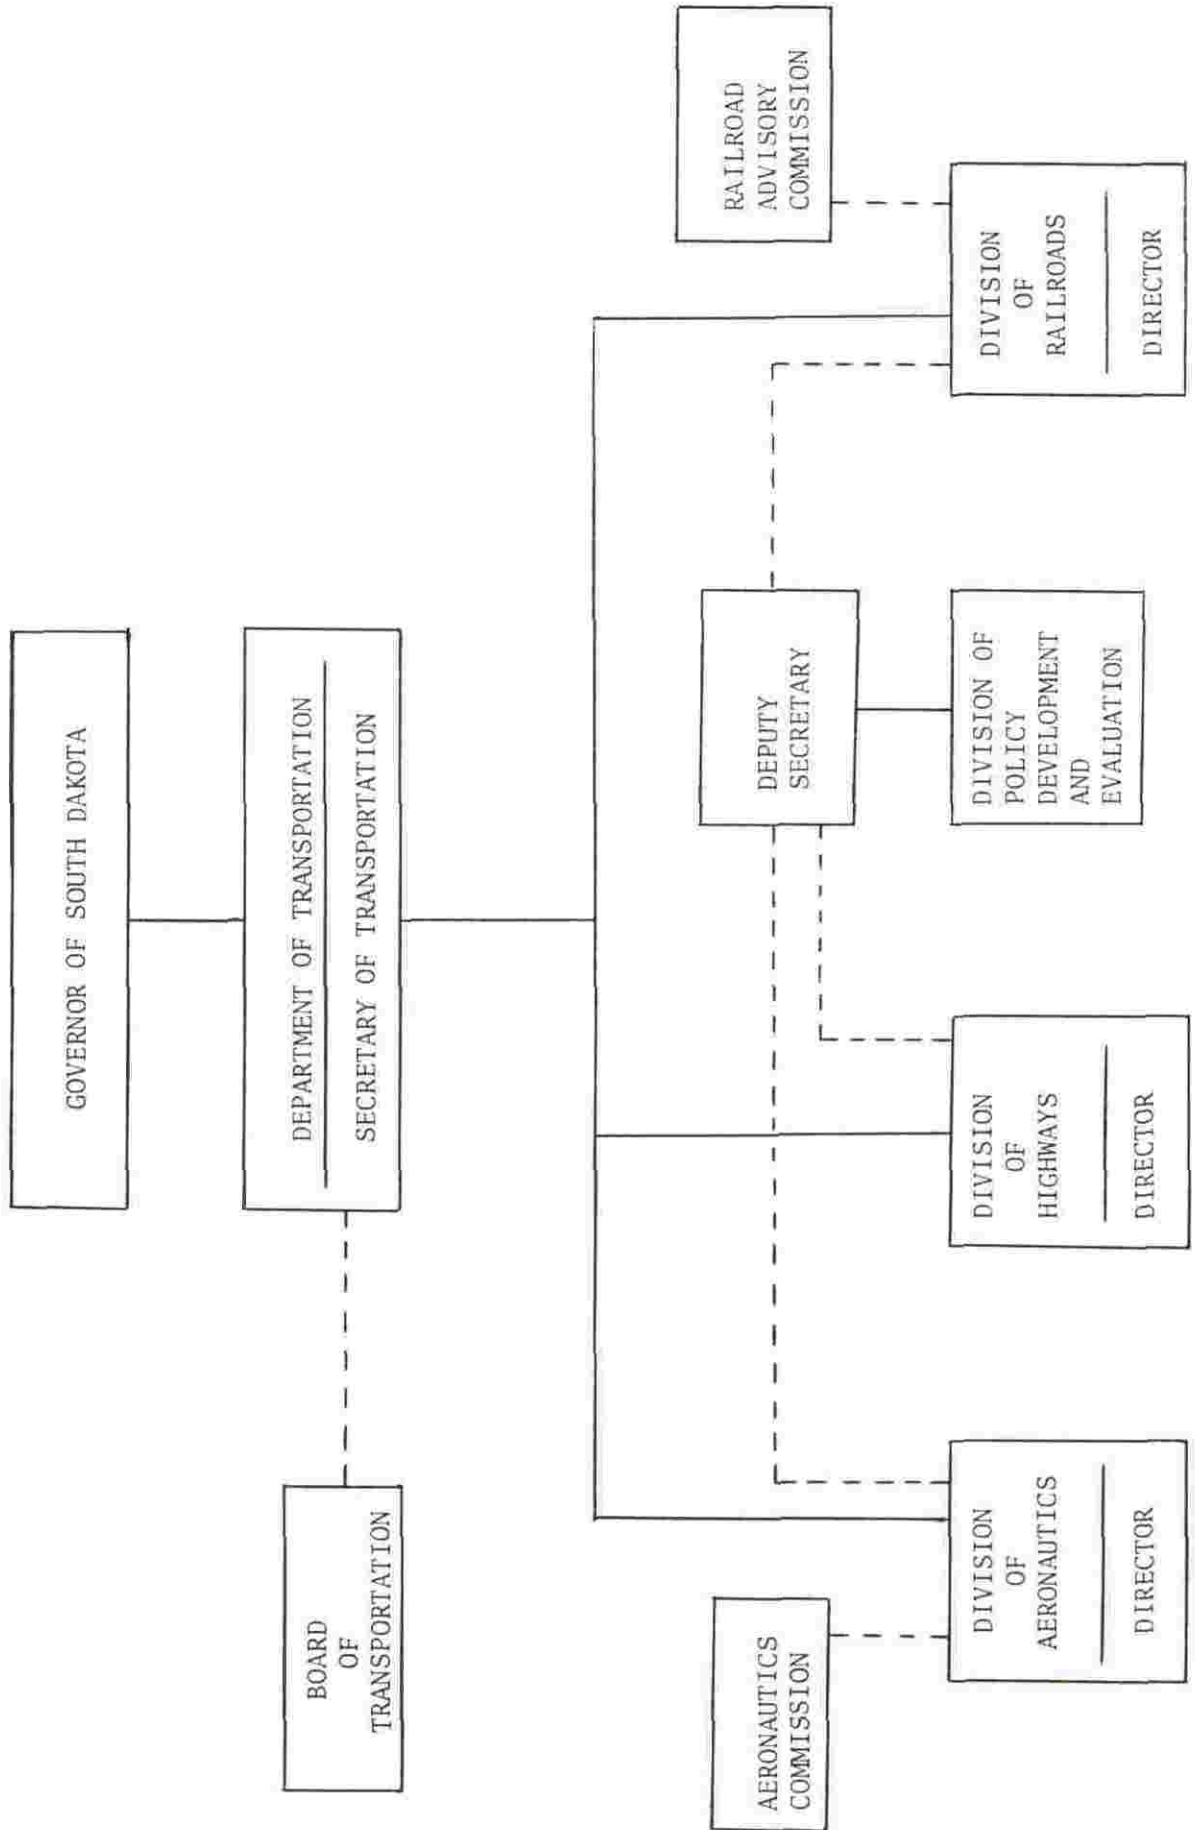 GOVERNOR OF SOUTH DAKOTA
DEPARTMENT OF TRANSPORTATION
SECRETARY OF TRANSPORTATION
BOARD
OF
TRANSPORTATION
AERONAUTICS
COMMISSION
DEPUTY
SECRETARY
RAILROAD
ADVISORY
COMMISSION
DIVISION
OF
AERONAUTICS
DIRECTOR
DIVISION
OF
HIGHWAYS
DIRECTOR
DIVISION OF
POLICY
DEVELOPMENT
AND
EVALUATION
DIVISION
OF
RAILROADS
DIRECTOR